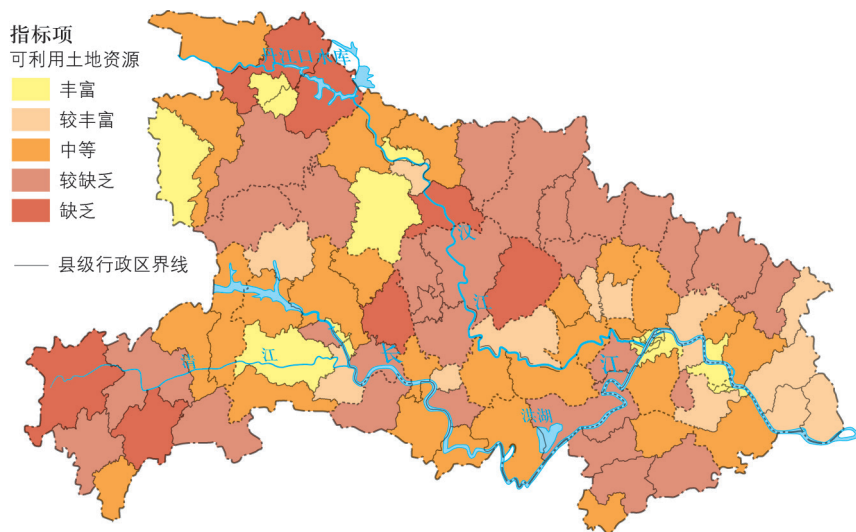 指标项
可利用土地资源
丰富
较丰富
中等
较缺乏
缺乏
县级行政区界线
丹江口水库
汉
江
清
江
长
江
洪湖